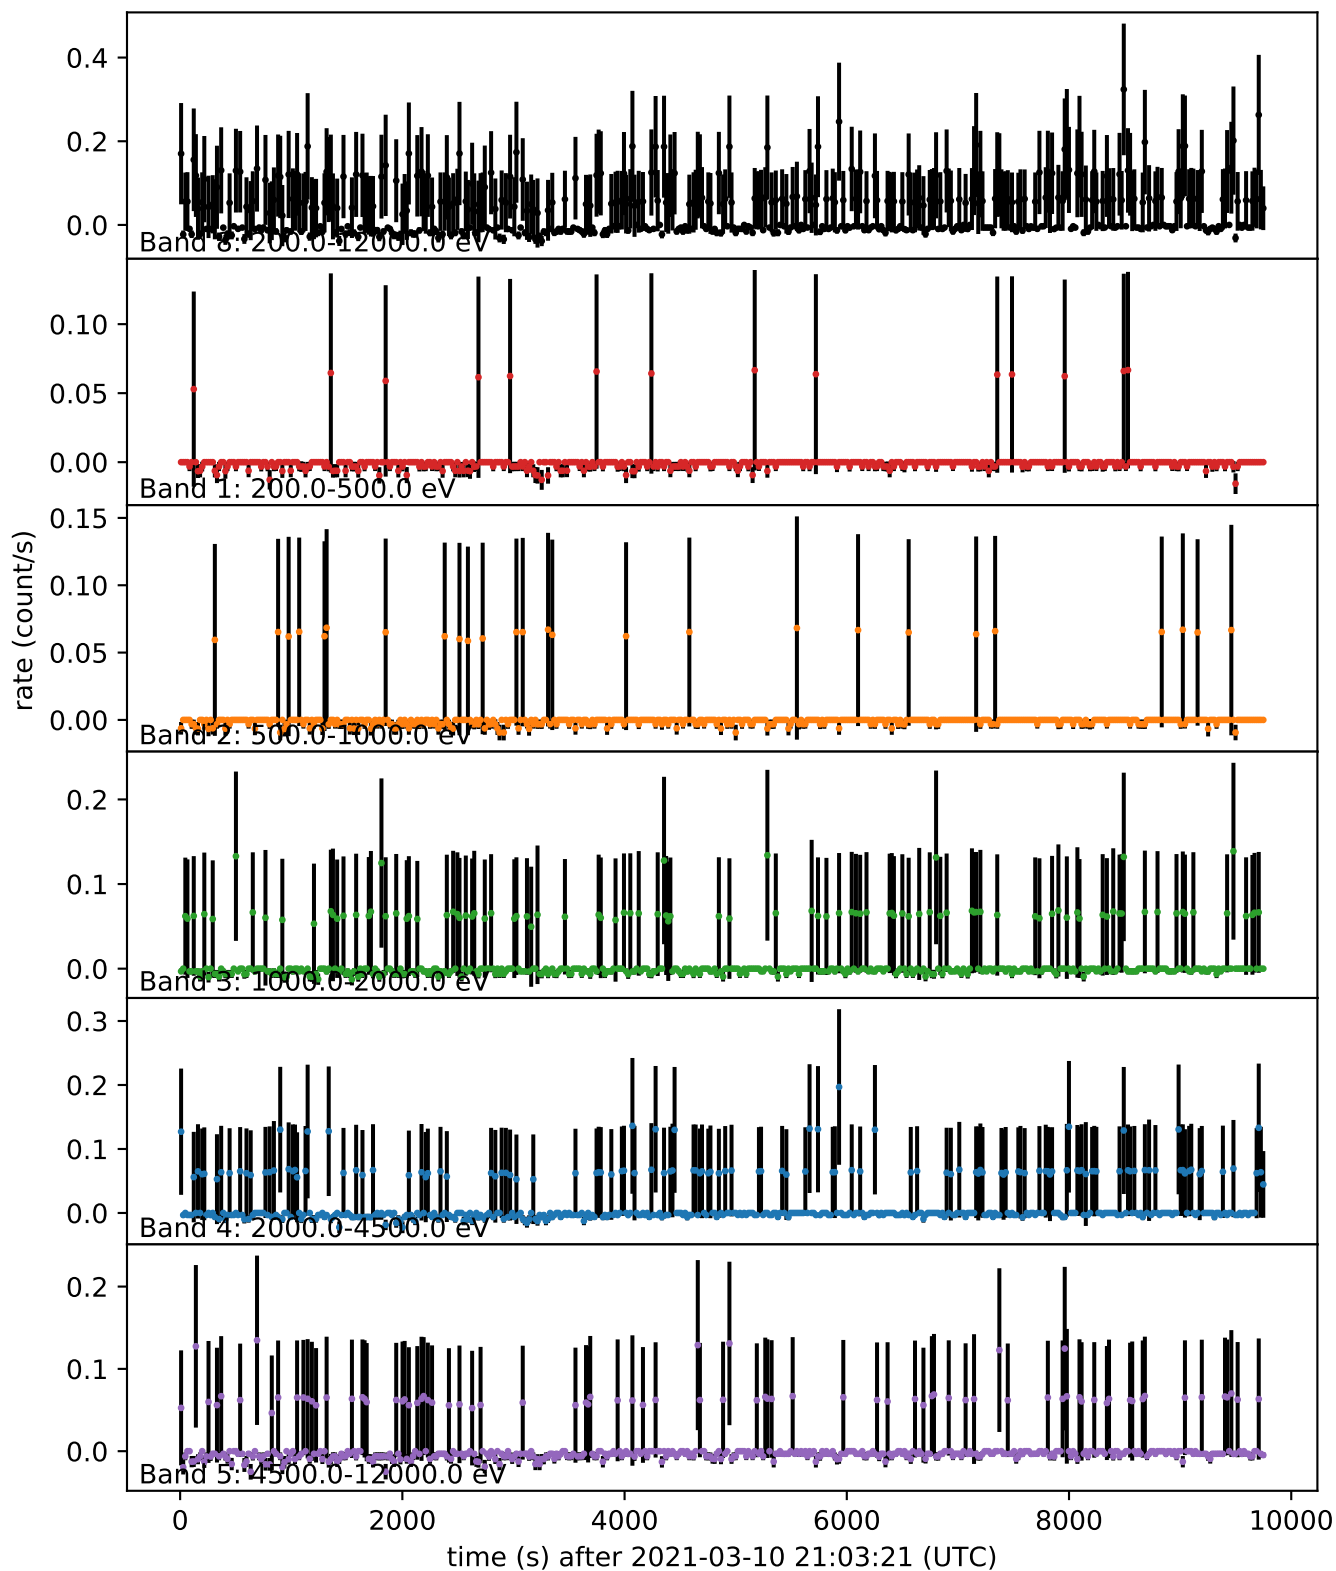 0.4
0.2
0.0
Band 8: 200.0-12000.0 eV
0.10
0.05
0.00
Band 1: 200.0-500.0 eV
0.15
0.10
0.05
0.00
Band 2: 500.0-1000.0 eV
rate (count/s)
0.2
0.1
0.0
Band 3: 1000.0-2000.0 eV
0.3
0.2
0.1
0.0
Band 4: 2000.0-4500.0 eV
0.2
0.1
0.0
Band 5: 4500.0-12000.0 eV
0 2000 4000 6000 8000 10000
time (s) after 2021-03-10 21:03:21 (UTC)